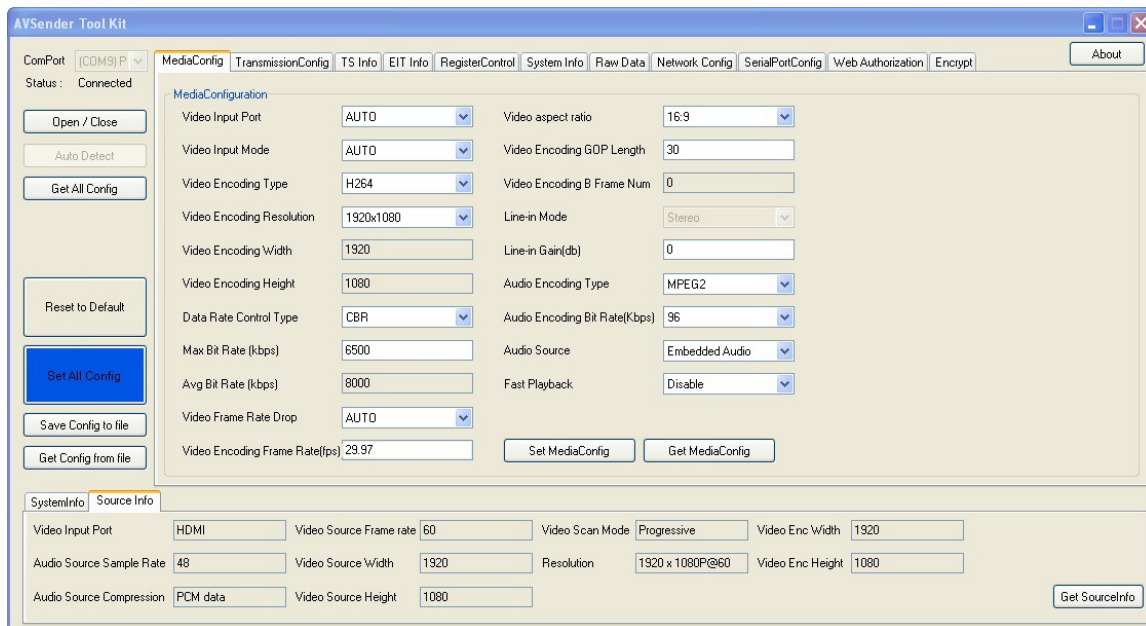 AVSender Tool Kit
ComPort (COM9) P
Status : Connected
Open / Close
Auto Detect
Get All Config
Reset to Default
Set All Config
Save Config to file
Get Config from file
MediaConfig TransmissionConfig TS Info EIT Info RegisterControl System Info Raw Data Network Config SerialPortConfig Web Authorization Encrypt
About
MediaConfiguration
Video Input Port AUTO
Video Input Mode AUTO
Video Encoding Type H264
Video Encoding Resolution 1920x1080
Video Encoding Width 1920
Video Encoding Height 1080
Data Rate Control Type CBR
Max Bit Rate (kbps) 6500
Avg Bit Rate (kbps) 8000
Video Frame Rate Drop AUTO
Video Encoding Frame Rate(fps) 29.97
Video aspect ratio 16:9
Video Encoding GOP Length 30
Video Encoding B Frame Num 0
Line-in Mode Stereo
Line-in Gain(db) 0
Audio Encoding Type MPEG2
Audio Encoding Bit Rate(Kbps) 96
Audio Source Embedded Audio
Fast Playback Disable
Set MediaConfig Get MediaConfig
SystemInfo Source Info
Video Input Port HDMI Video Source Frame rate 60 Video Scan Mode Progressive Video Enc Width 1920
Audio Source Sample Rate 48 Video Source Width 1920 Resolution 1920 x 1080P@60 Video Enc Height 1080
Audio Source Compression PCM data Video Source Height 1080
Get SourceInfo